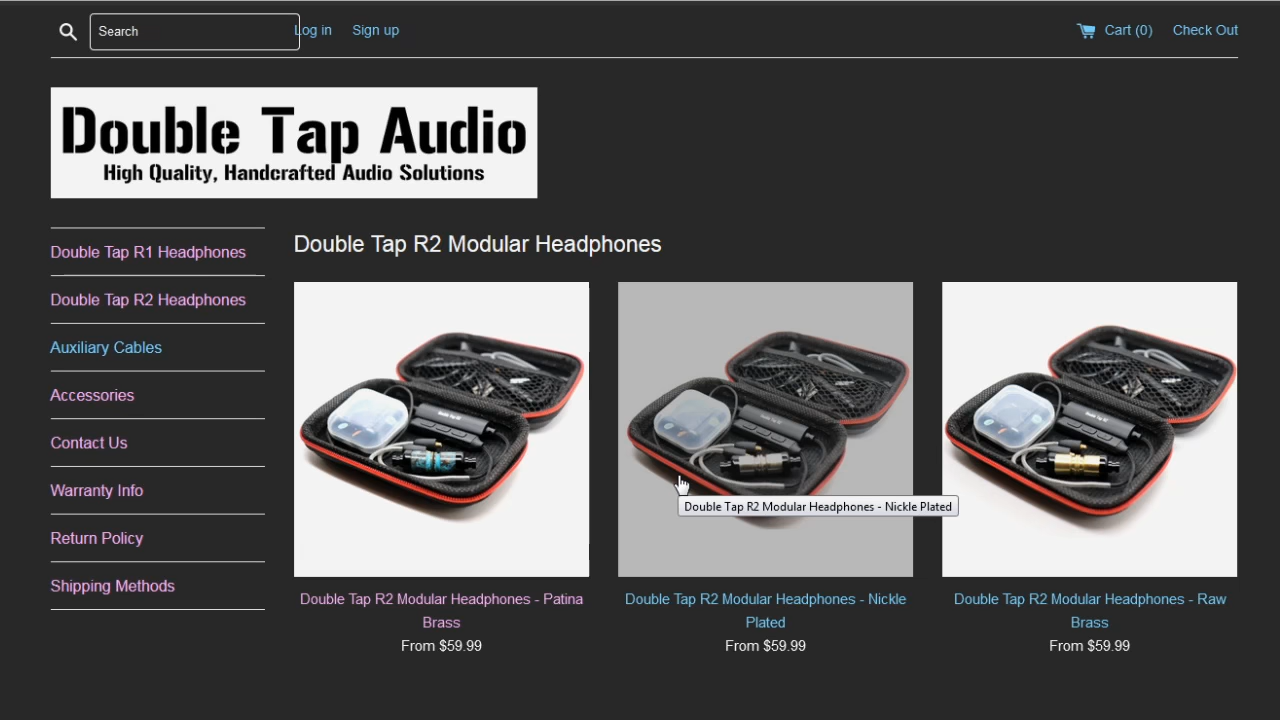 Search
Log in
Sign up
Cart (0)
Check Out
Double Tap Audio
High Quality, Handcrafted Audio Solutions
Double Tap R1 Headphones
Double Tap R2 Headphones
Auxiliary Cables
Accessories
Contact Us
Warranty Info
Return Policy
Shipping Methods
Double Tap R2 Modular Headphones
Double Tap R2 Modular Headphones - Nickle Plated
Double Tap R2 Modular Headphones - Patina
Brass
From $59.99
Double Tap R2 Modular Headphones - Nickle
Plated
From $59.99
Double Tap R2 Modular Headphones - Raw
Brass
From $59.99